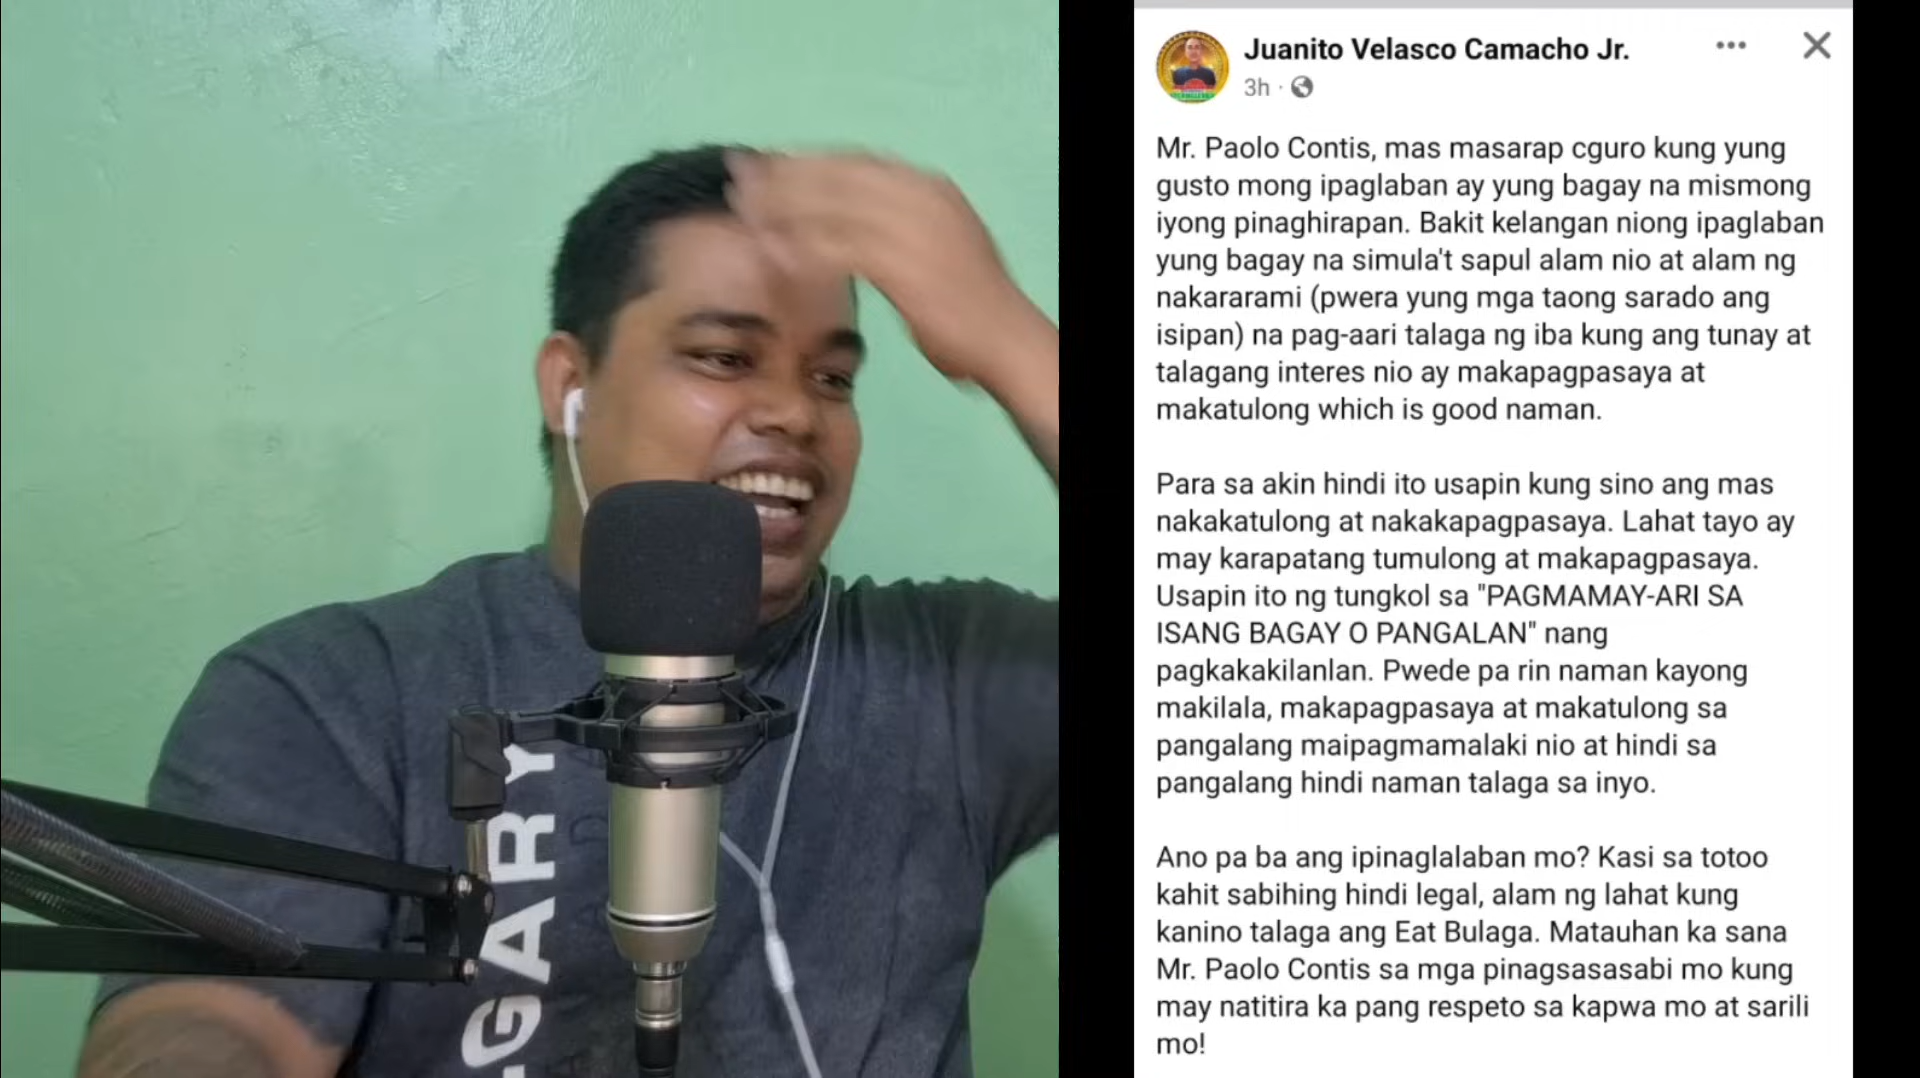 Juanito Velasco Camacho Jr.
3h ·
Mr. Paolo Contis, mas masarap cguro kung yung
gusto mong ipaglaban ay yung bagay na mismong
iyong pinaghirapan. Bakit kelangan niong ipaglaban
yung bagay na simula't sapul alam nio at alam ng
nakararami (pwera yung mga taong sarado ang
isipan) na pag-aari talaga ng iba kung ang tunay at
talagang interes nio ay makapagpasaya at
makatulong which is good naman.
Para sa akin hindi ito usapin kung sino ang mas
nakakatulong at nakakapagpasaya. Lahat tayo ay
may karapatang tumulong at makapagpasaya.
Usapin ito ng tungkol sa "PAGMAMAY-ARI SA
ISANG BAGAY O PANGALAN" nang
pagkakakilanlan. Pwede pa rin naman kayong
makilala, makapagpasaya at makatulong sa
pangalang maipagmamalaki nio at hindi sa
pangalang hindi naman talaga sa inyo.
Ano pa ba ang ipinaglalaban mo? Kasi sa totoo
kahit sabihing hindi legal, alam ng lahat kung
kanino talaga ang Eat Bulaga. Matauhan ka sana
Mr. Paolo Contis sa mga pinagsasasabi mo kung
may natitira ka pang respeto sa kapwa mo at sarili
mo!
GARY